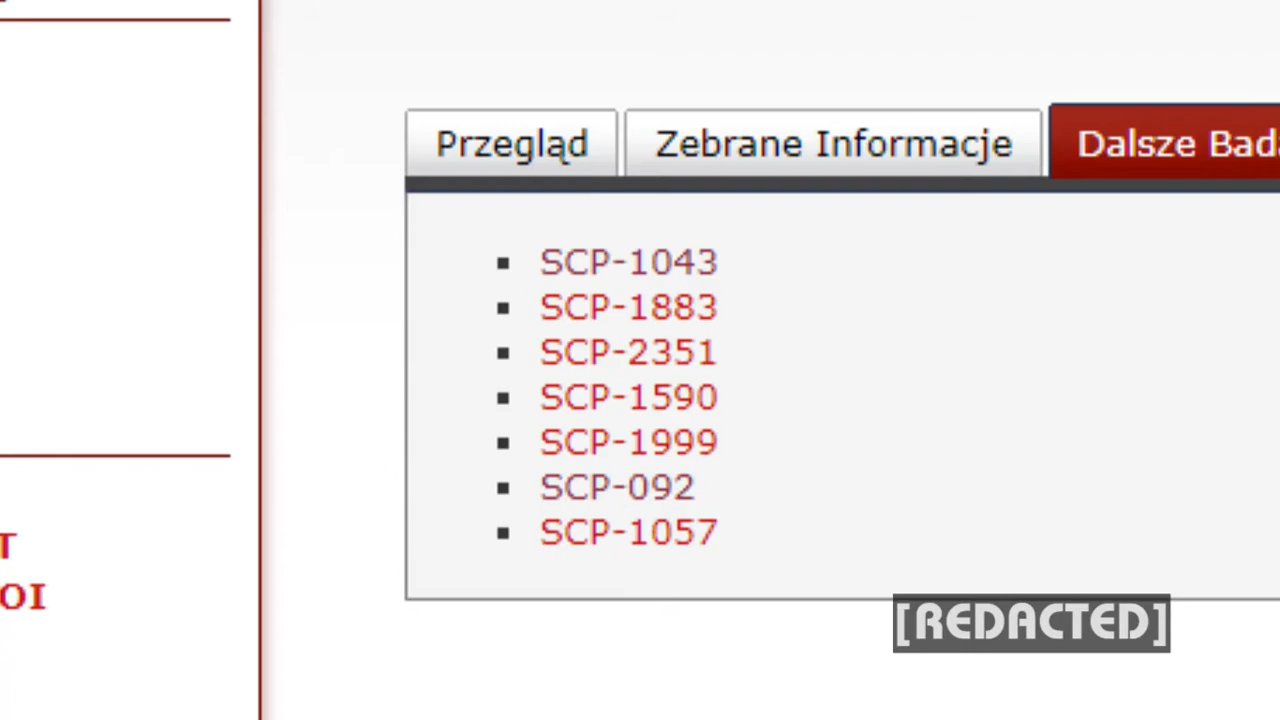 Przegląd
Zebrane Informacje
Dalsze
SCP-1043
SCP-1883
SCP-2351
SCP-1590
SCP-1999
SCP-092
SCP-1057
T
OI
[REDACTED]